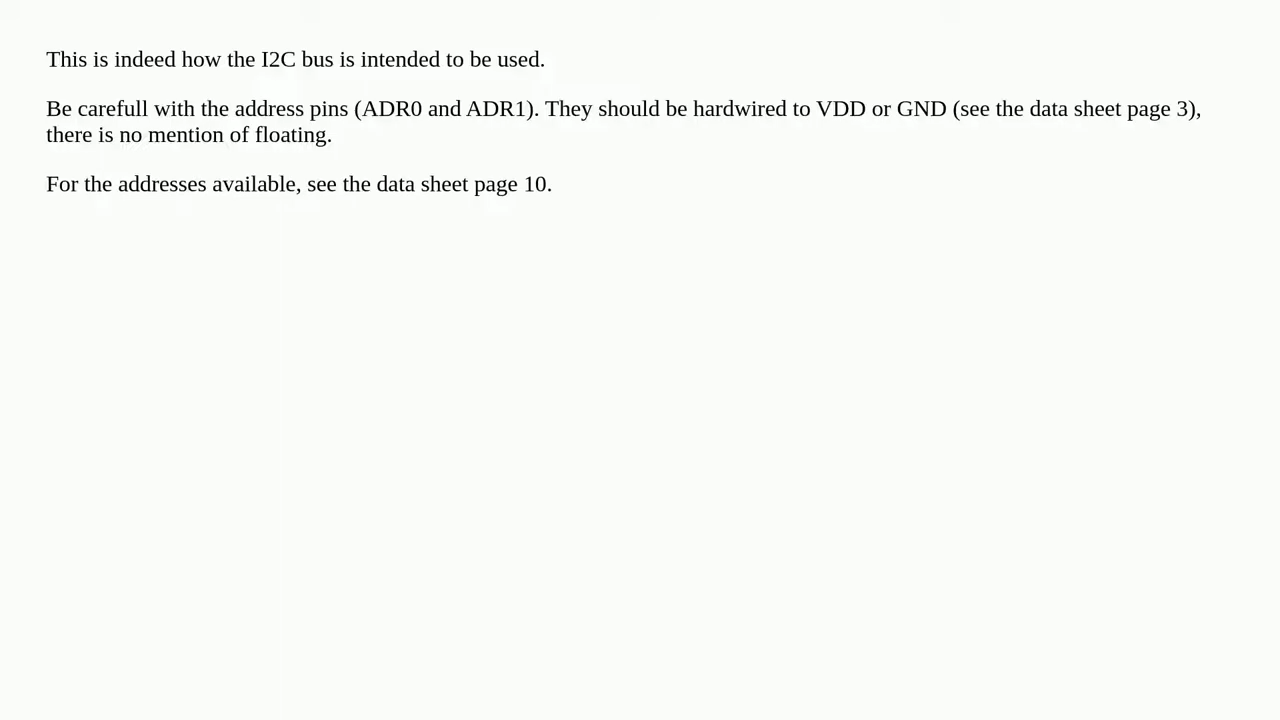 This is indeed how the I2C bus is intended to be used.
Be carefull with the address pins (ADR0 and ADR1). They should be hardwired to VDD or GND (see the data sheet page 3),
there is no mention of floating.
For the addresses available, see the data sheet page 10.